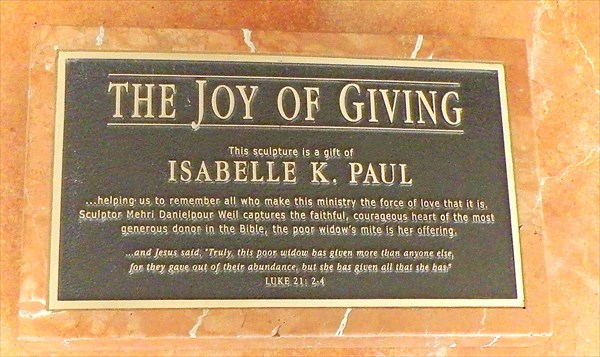 THE JOY OF GIVING
This sculpture is a gift of
ISABELLE K. PAUL
...helping us to remember all who make this ministry the force of love that it is.
Sculptor Mehri Danielpour Weil captures the faithful, courageous heart of the most
generous donor in the Bible, the poor widow's mite is her offering.
...and Jesus said, "Truly, this poor widow has given more than anyone else,
for they gave out of their abundance, but she has given all that she has."
LUKE 21: 2-4